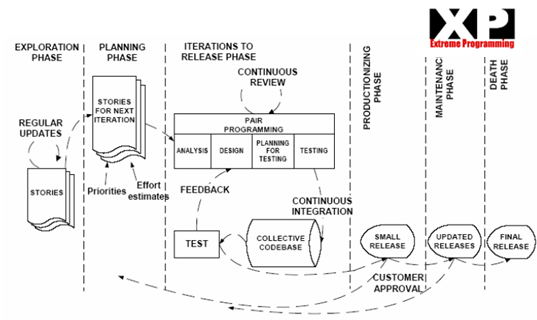 XP
Extreme Programming
EXPLORATION
PHASE
PLANNING
PHASE
ITERATIONS TO
RELEASE PHASE
PRODUCTIONIZING
PHASE
MAINTENANC
PHASE
DEATH
PHASE
CONTINUOUS
REVIEW
REGULAR
UPDATES
STORIES
FOR NEXT
ITERATION
PAIR
PROGRAMMING
ANALYSIS
DESIGN
PLANNING
FOR
TESTING
TESTING
STORIES
Priorities
Effort
estimates
FEEDBACK
CONTINUOUS
INTEGRATION
TEST
COLLECTIVE
CODEBASE
SMALL
RELEASE
UPDATED
RELEASES
FINAL
RELEASE
CUSTOMER
APPROVAL